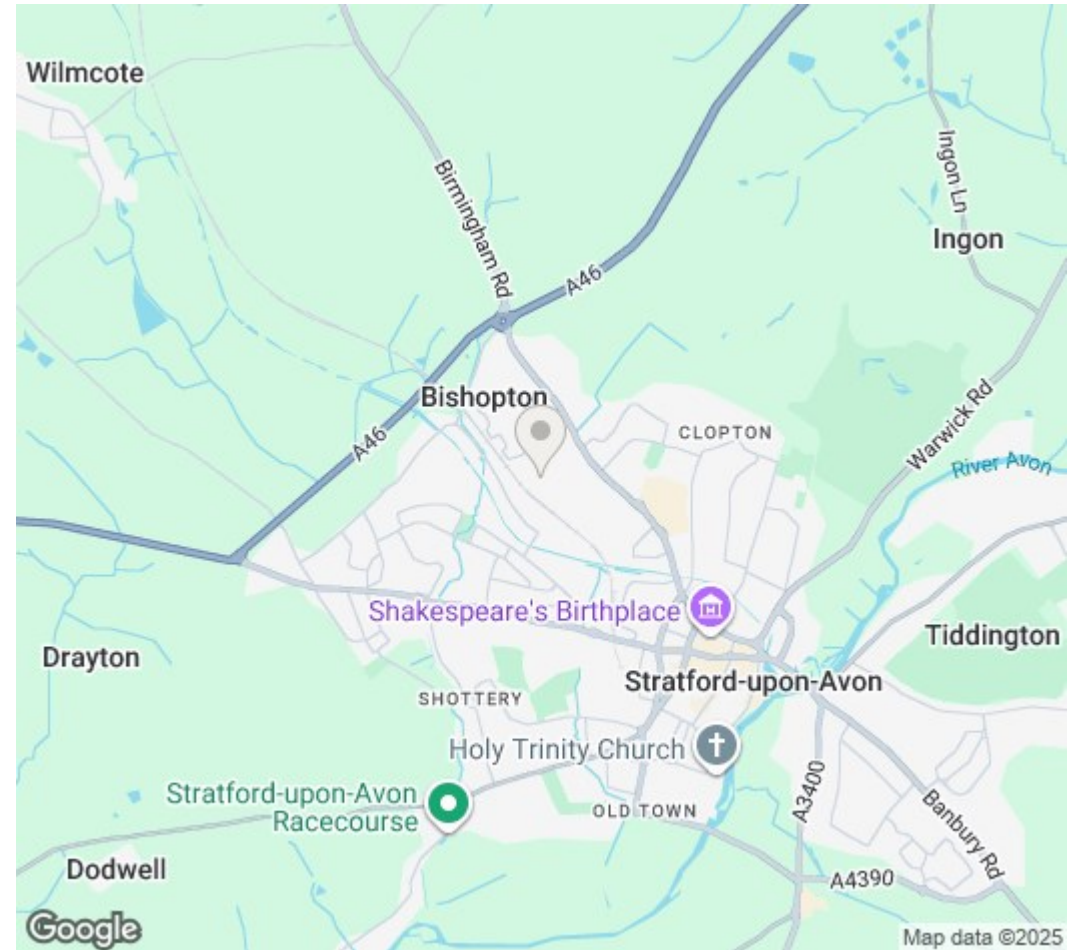 Wilmcote
Birmingham Rd
Ingon Ln
Ingon
A46
Bishopton
A46
CLOPTON
Warwick Rd
River Avon
Shakespeare's Birthplace
Tiddington
Drayton
Stratford-upon-Avon
SHOTTERY
Holy Trinity Church
Stratford-upon-Avon
Racecourse
OLD TOWN
A3400
Banbury Rd
Dodwell
A4390
Google
Map data ©2025